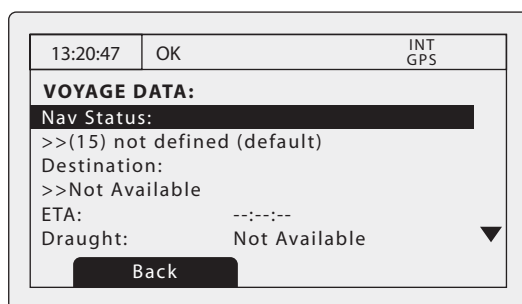 13:20:47 OK INT
GPS
VOYAGE DATA:
Nav Status:
>>(15) not defined (default)
Destination:
>>Not Available
ETA: --:--:--
Draught: Not Available
Back